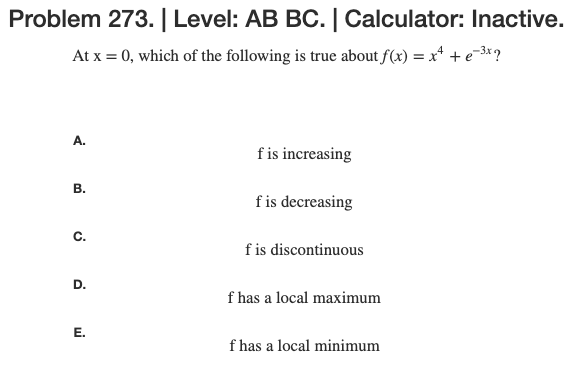 Problem 273. | Level: AB BC. | Calculator: Inactive.
At x = 0, which of the following is true about f(x) = x⁴ + e⁻³ˣ?
A.
f is increasing
B.
f is decreasing
C.
f is discontinuous
D.
f has a local maximum
E.
f has a local minimum